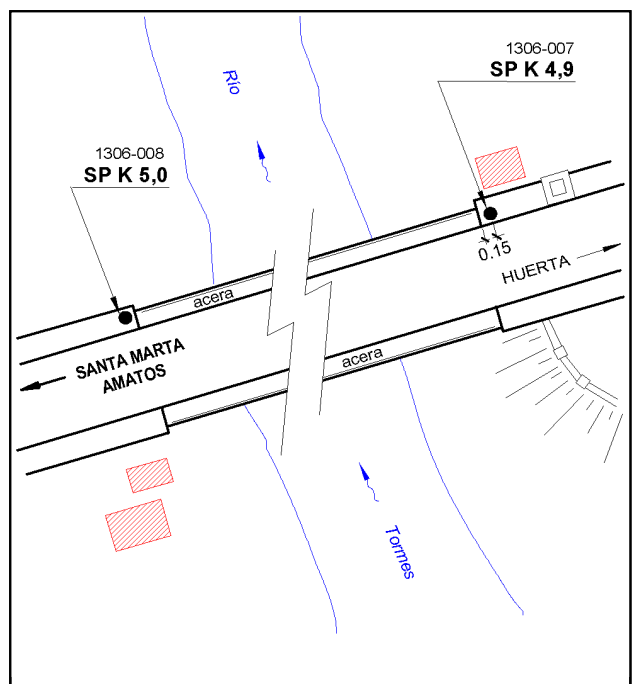 1306-007
SP K 4,9
Río
1306-008
SP K 5,0
0.15
HUERTA
acera
SANTA MARTA
AMATOS
acera
Tormes